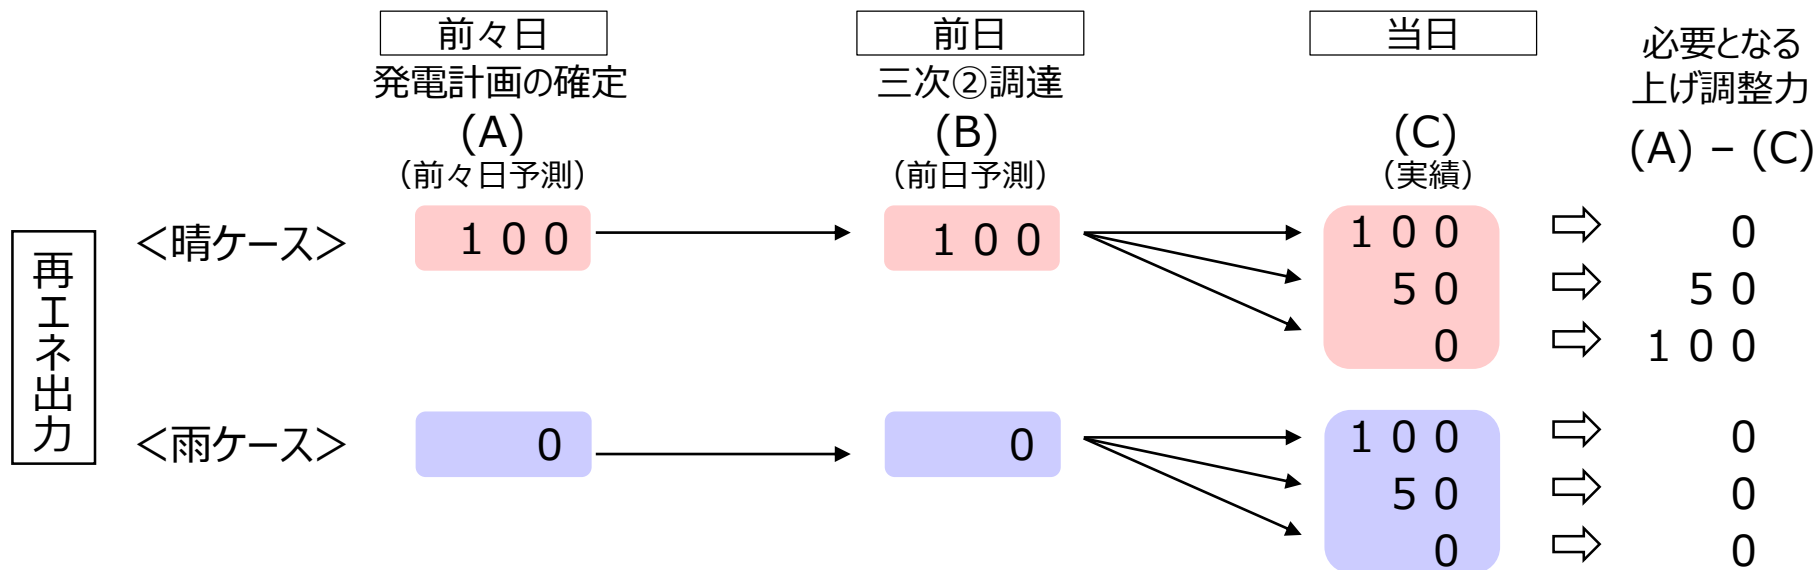 前々日
発電計画の確定
(A)
（前々日予測）
前日
三次②調達
(B)
（前日予測）
当日
(C)
（実績）
必要となる
上げ調整力
(A) – (C)
再エネ出力
＜晴ケース＞
１００
１００
１００
０
５０
５０
０
１００
＜雨ケース＞
０
０
１００
０
５０
０
０
０